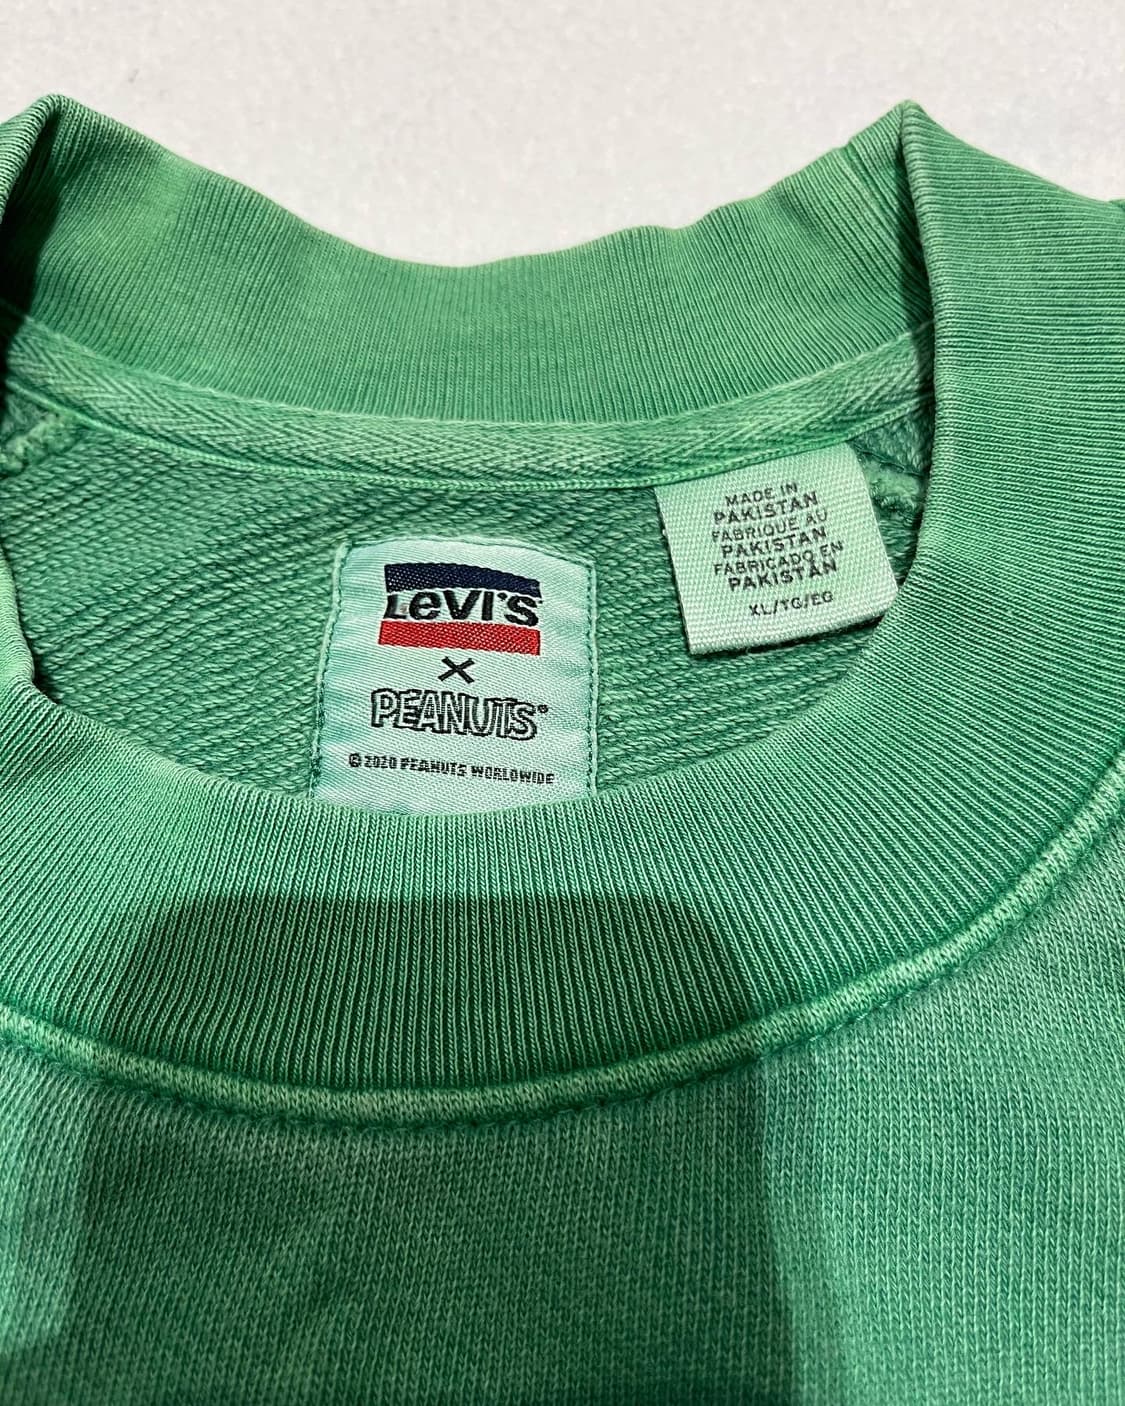 LEVI'S
×
PEANUTS®
© 2020 PEANUTS WORLDWIDE
MADE IN
PAKISTAN
FABRIQUE AU
PAKISTAN
FABRICADO EN
PAKISTAN
XL/TG/EG